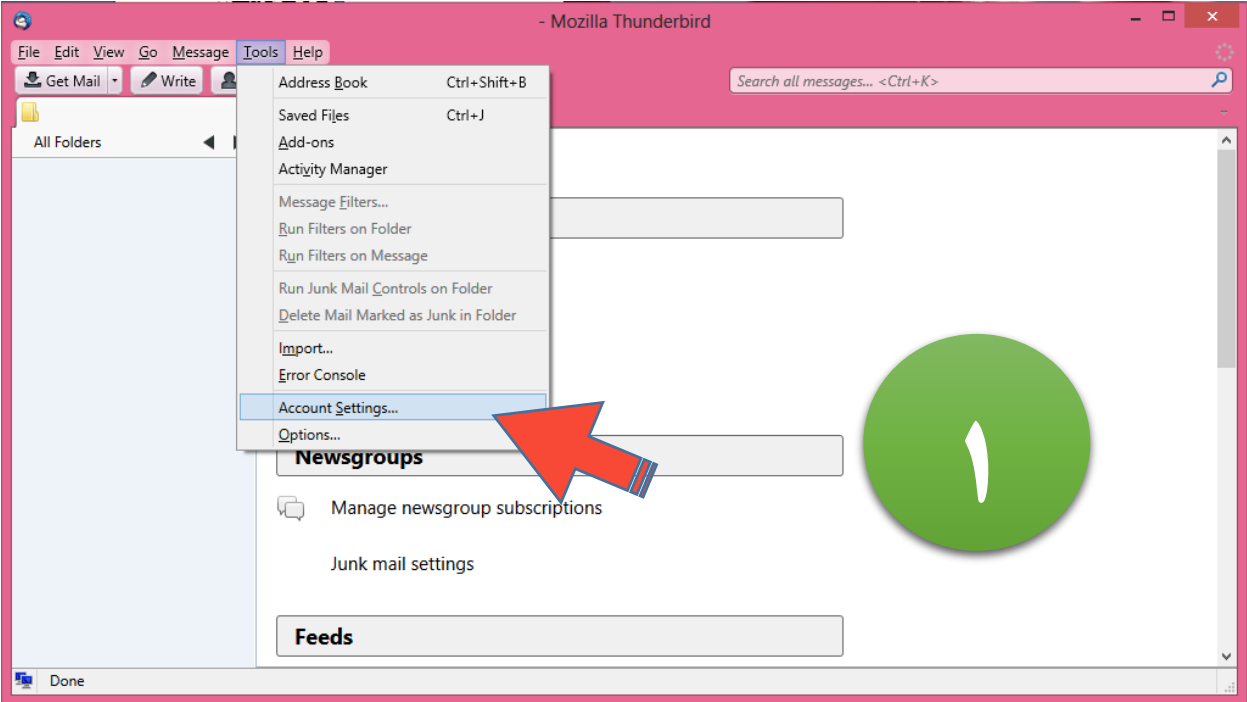 - Mozilla Thunderbird
File Edit View Go Message Tools Help
Get Mail Write
Search all messages... <Ctrl+K>
Address Book Ctrl+Shift+B
Saved Files Ctrl+J
Add-ons
Activity Manager
Message Filters...
Run Filters on Folder
Run Filters on Message
Run Junk Mail Controls on Folder
Delete Mail Marked as Junk in Folder
Import...
Error Console
Account Settings...
Options...
All Folders
Newsgroups
Manage newsgroup subscriptions
Junk mail settings
Feeds
١
Done